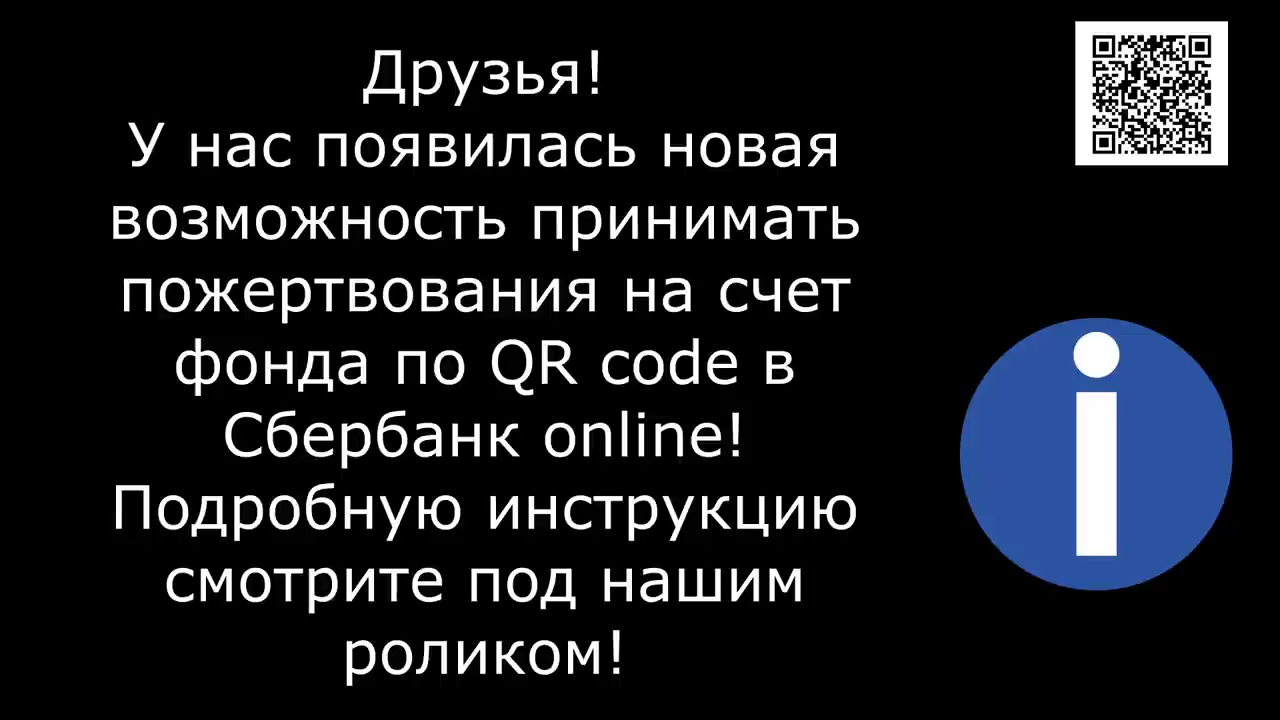 Друзья!
У нас появилась новая
возможность принимать
пожертвования на счет
фонда по QR code в
Сбербанк online!
Подробную инструкцию
смотрите под нашим
роликом!